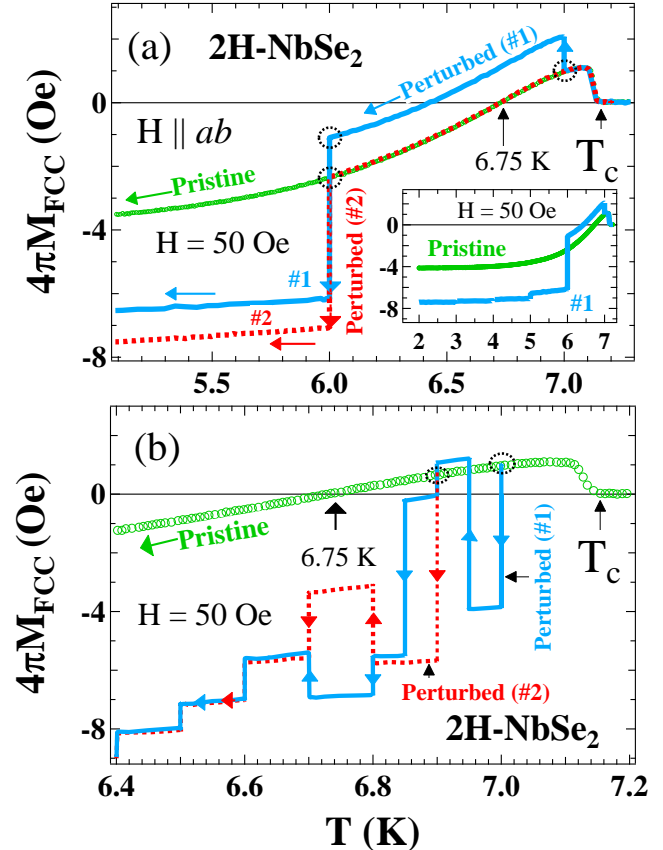 (a)
2H-NbSe2
Perturbed (#1)
H || ab
6.75 K
Tc
Pristine
H = 50 Oe
Perturbed (#2)
#1
#2
H = 50 Oe
Pristine
#1
0
-4
-8
2 3 4 5 6 7
4πMFCC (Oe)
0
-4
-8
5.5 6.0 6.5 7.0
(b)
Pristine
6.75 K
Tc
Perturbed (#1)
H = 50 Oe
Perturbed (#2)
2H-NbSe2
4πMFCC (Oe)
0
-4
-8
6.4 6.6 6.8 7.0 7.2
T (K)